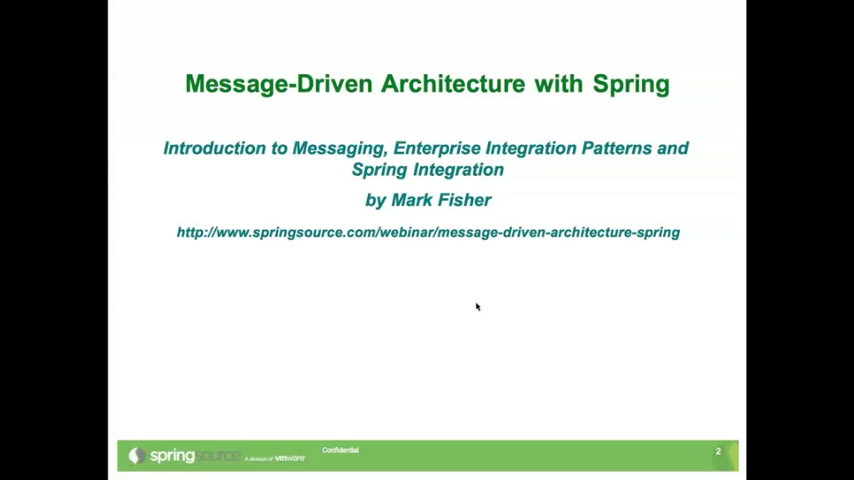 Message-Driven Architecture with Spring
Introduction to Messaging, Enterprise Integration Patterns and
Spring Integration
by Mark Fisher
http://www.springsource.com/webinar/message-driven-architecture-spring
springsource A division of vmware Confidential 2